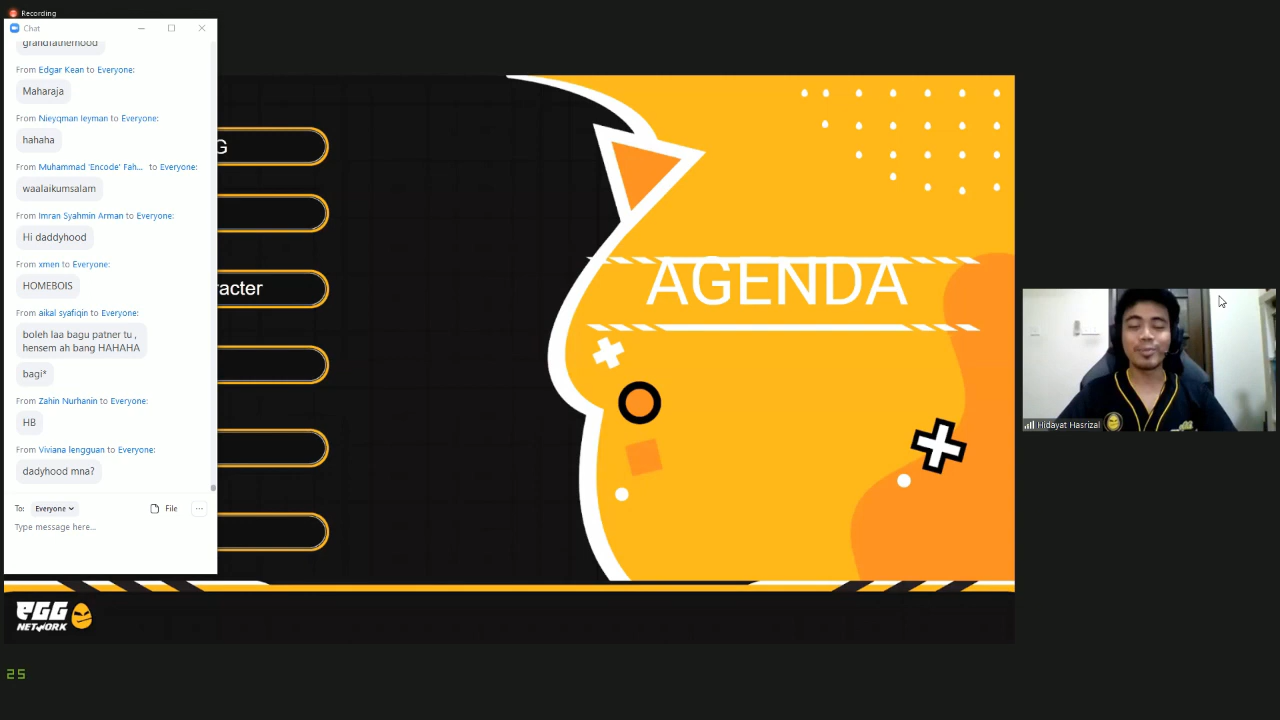 Recording
Chat
grandfatherhood
From Edgar Kean to Everyone:
Maharaja
From Nieyqman leyman to Everyone:
hahaha
From Muhammad 'Encode' Fah... to Everyone:
waalaikumsalam
From Imran Syahmin Arman to Everyone:
Hi daddyhood
From xmen to Everyone:
HOMEBOIS
From aikal syafiqin to Everyone:
boleh laa bagu patner tu ,
hensem ah bang HAHAHA
bagi*
From Zahin Nurhanin to Everyone:
HB
From Viviana lengguan to Everyone:
dadyhood mna?
To: Everyone
File
Type message here...
G
racter
AGENDA
Hidayat Hasrizal
EGG
NETWORK
25